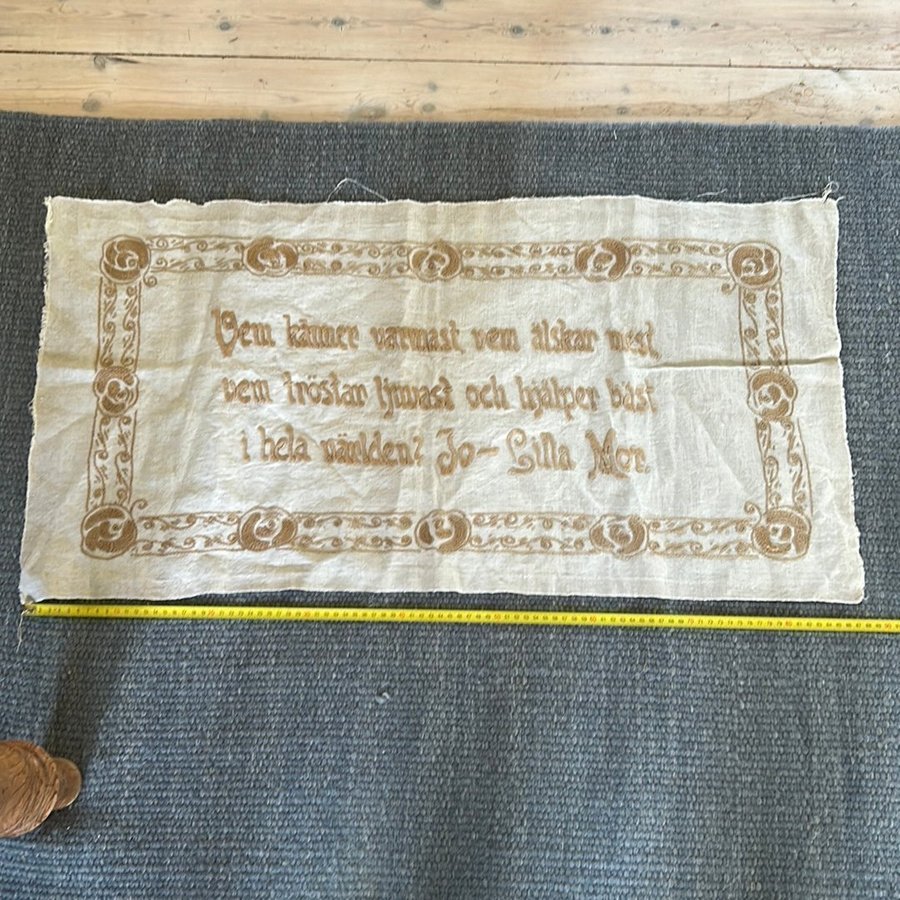 Vem känner varmast, vem älskar mest,
vem tröstar ljuvast och hjälper bäst
i hela världen? Jo – Lilla Mor.